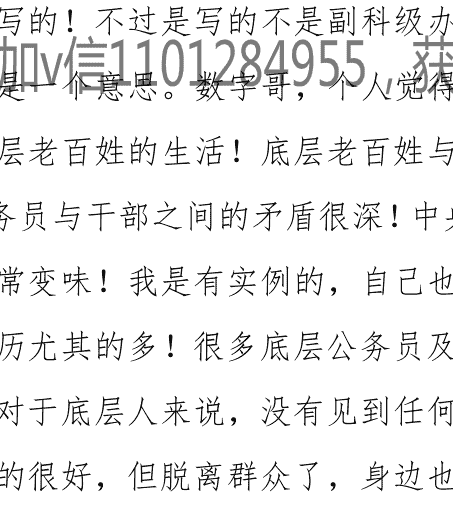 写的！不过是写的不是副科级办
加v信1101284955，获
是一个意思。数字哥，个人觉得
层老百姓的生活！底层老百姓与
务员与干部之间的矛盾很深！中央
常变味！我是有实例的，自己也
历尤其的多！很多底层公务员及
对于底层人来说，没有见到任何
的很好，但脱离群众了，身边也